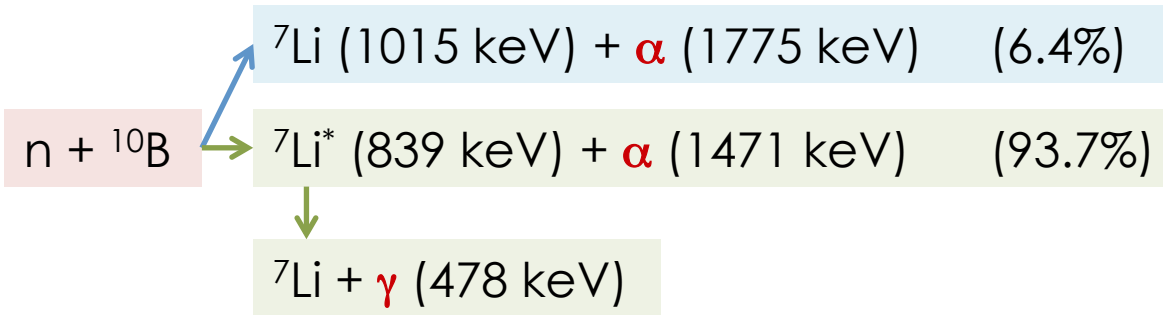 ⁷Li (1015 keV) + α (1775 keV) (6.4%)
n + ¹⁰B
⁷Li* (839 keV) + α (1471 keV) (93.7%)
⁷Li + γ (478 keV)